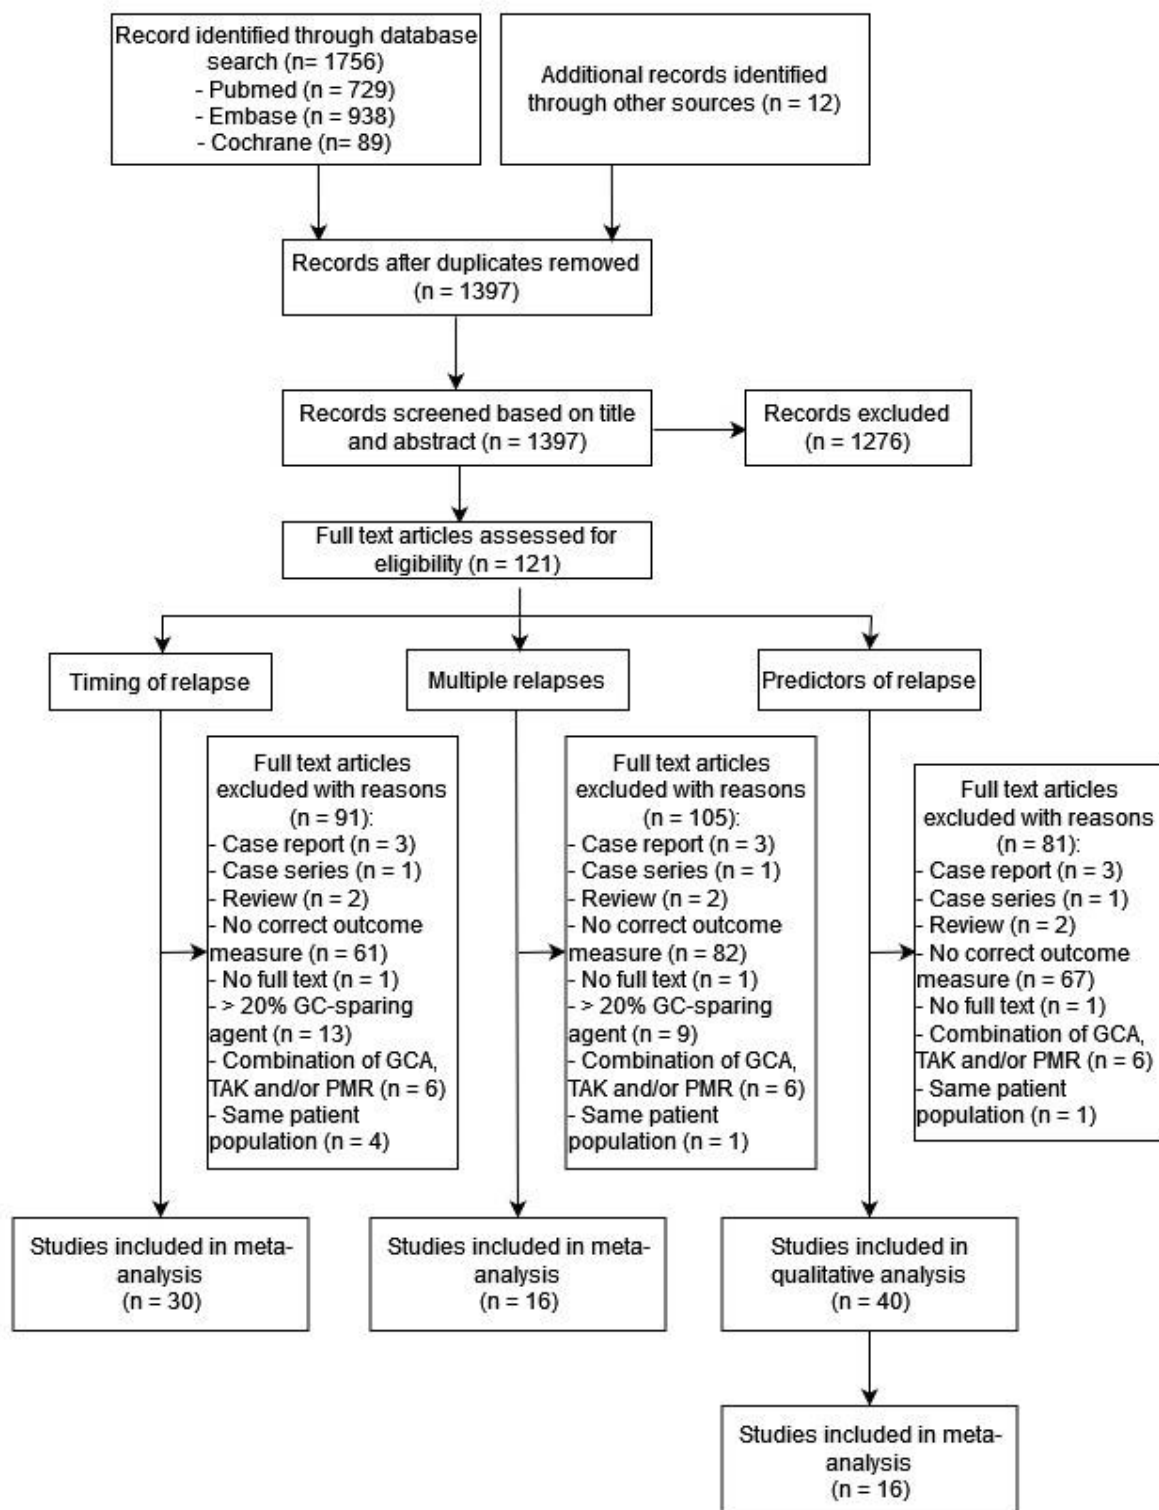 Record identified through database
search (n= 1756)
- Pubmed (n = 729)
- Embase (n = 938)
- Cochrane (n= 89)
Additional records identified
through other sources (n = 12)
Records after duplicates removed
(n = 1397)
Records screened based on title
and abstract (n = 1397)
Records excluded
(n = 1276)
Full text articles assessed for
eligibility (n = 121)
Timing of relapse
Multiple relapses
Predictors of relapse
Full text articles
excluded with reasons
(n = 91):
- Case report (n = 3)
- Case series (n = 1)
- Review (n = 2)
- No correct outcome
measure (n = 61)
- No full text (n = 1)
- > 20% GC-sparing
agent (n = 13)
- Combination of GCA,
TAK and/or PMR (n = 6)
- Same patient
population (n = 4)
Full text articles
excluded with reasons
(n = 105):
- Case report (n = 3)
- Case series (n = 1)
- Review (n = 2)
- No correct outcome
measure (n = 82)
- No full text (n = 1)
- > 20% GC-sparing
agent (n = 9)
- Combination of GCA,
TAK and/or PMR (n = 6)
- Same patient
population (n = 1)
Full text articles
excluded with reasons
(n = 81):
- Case report (n = 3)
- Case series (n = 1)
- Review (n = 2)
- No correct outcome
measure (n = 67)
- No full text (n = 1)
- Combination of GCA,
TAK and/or PMR (n = 6)
- Same patient
population (n = 1)
Studies included in meta-
analysis
(n = 30)
Studies included in meta-
analysis
(n = 16)
Studies included in
qualitative analysis
(n = 40)
Studies included in meta-
analysis
(n = 16)